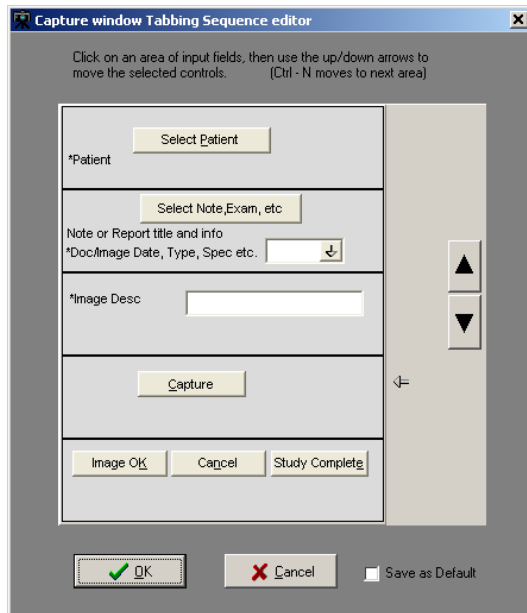 Capture window Tabbing Sequence editor
Click on an area of input fields, then use the up/down arrows to
move the selected controls. (Ctrl - N moves to next area)
Select Patient
*Patient
Select Note,Exam, etc
Note or Report title and info
*Doc/Image Date, Type, Spec etc.
*Image Desc
Capture
Image OK Cancel Study Complete
OK Cancel Save as Default